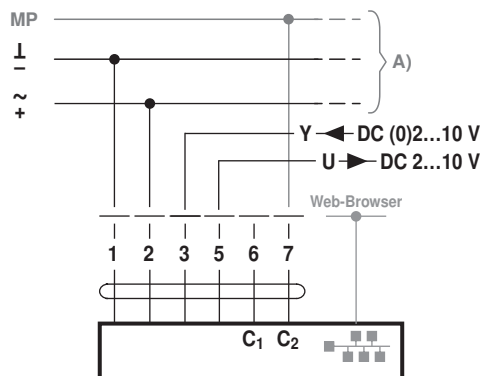 MP
⊥
–
A)
~
+
Y ◄ DC (0)2…10 V
U ► DC 2…10 V
Web-Browser
1 2 3 5 6 7
C₁ C₂